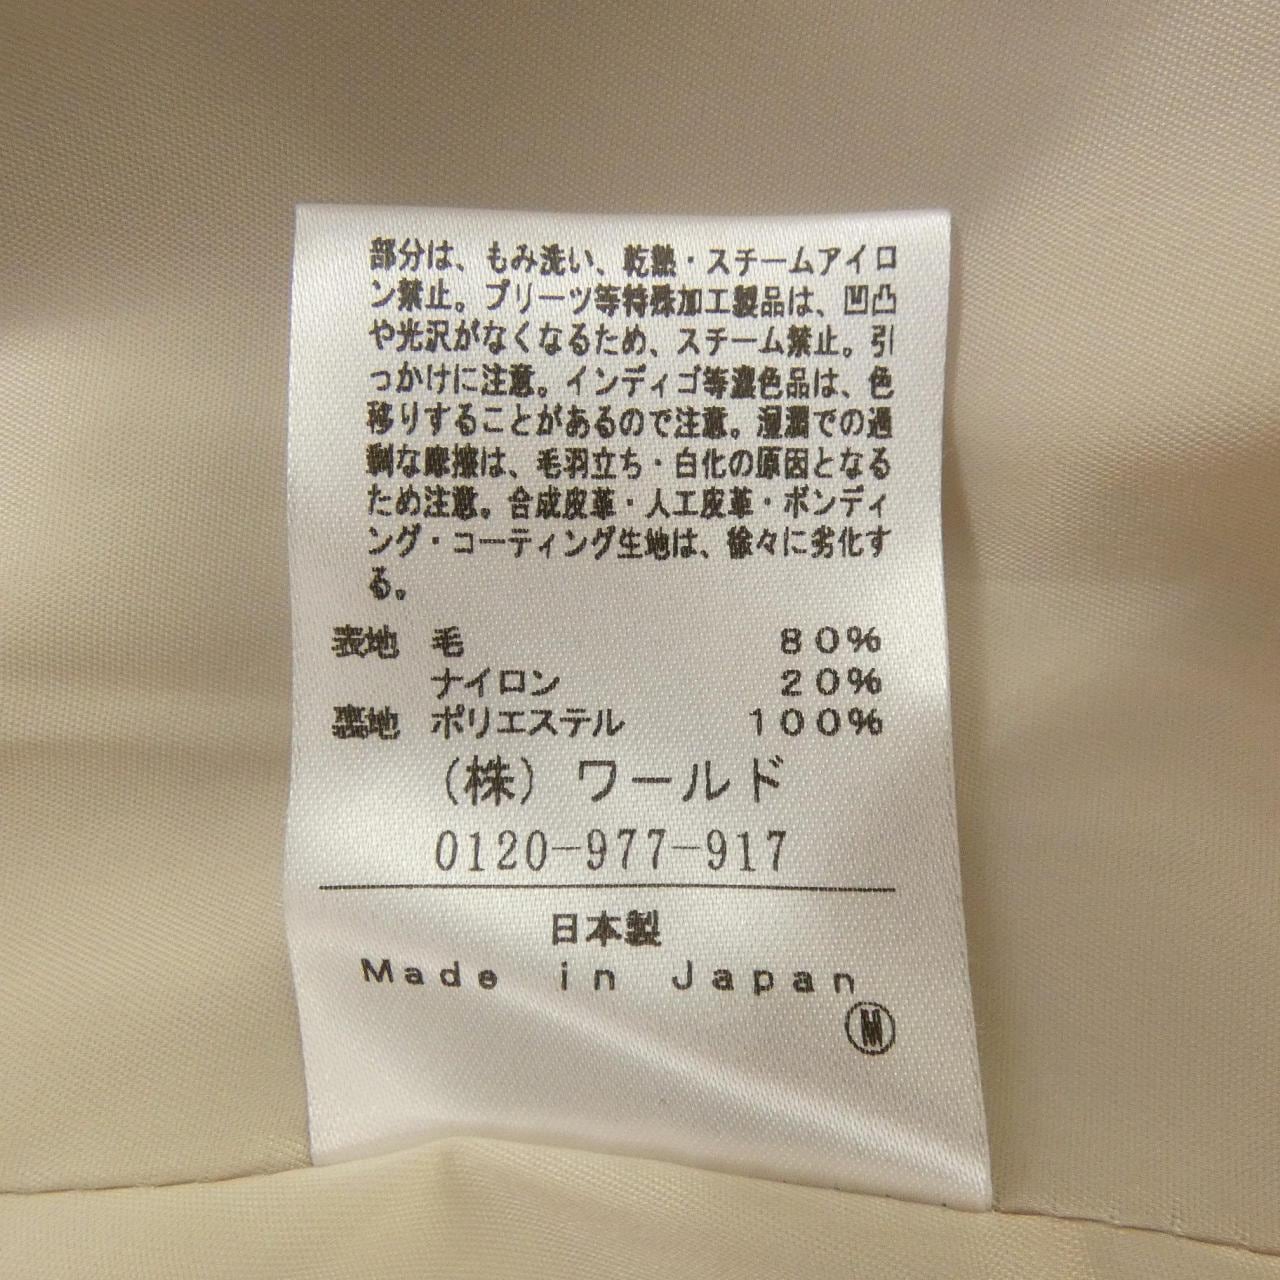 部分は、もみ洗い、乾熱・スチームアイロ
ン禁止。プリーツ等特殊加工製品は、凹凸
や光沢がなくなるため、スチーム禁止。引
っかけに注意。インディゴ等濃色品は、色
移りすることがあるので注意。湿潤での過
剰な摩擦は、毛羽立ち・白化の原因となる
ため注意。合成皮革・人工皮革・ボンディ
ング・コーティング生地は、徐々に劣化す
る。
表地 毛 80%
ナイロン 20%
裏地 ポリエステル 100%
(株) ワールド
0120-977-917
日本製
Made in Japan
Ⓜ